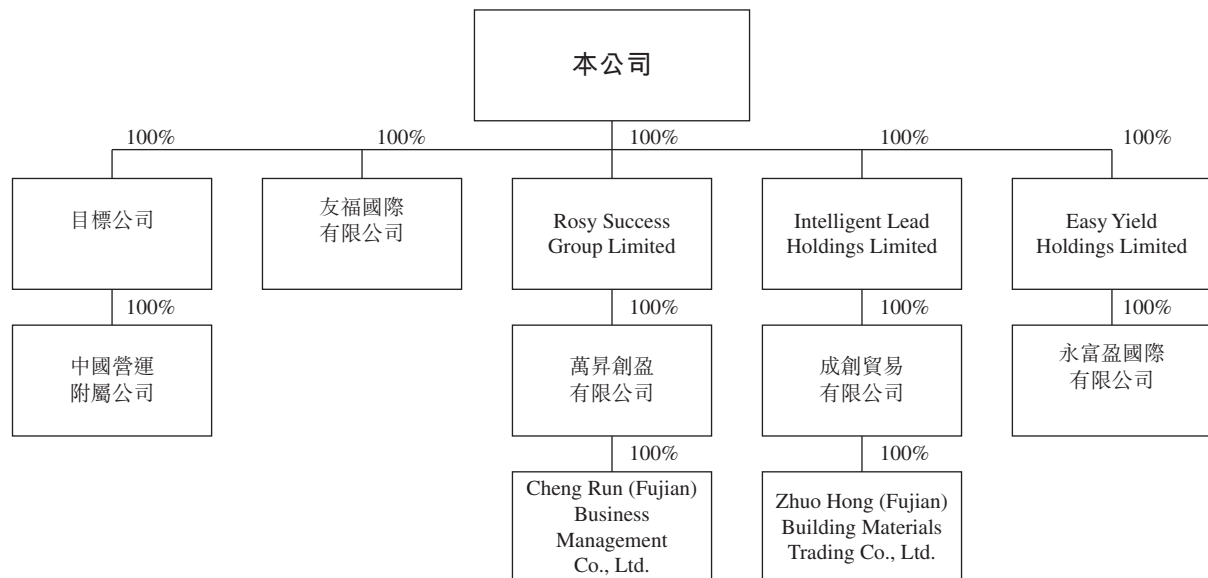 本公司
100%
100%
100%
100%
100%
目標公司
友福國際
有限公司
Rosy Success
Group Limited
Intelligent Lead
Holdings Limited
Easy Yield
Holdings Limited
100%
100%
100%
100%
中國營運
附屬公司
萬昇創盈
有限公司
成創貿易
有限公司
永富盈國際
有限公司
100%
100%
Cheng Run (Fujian)
Business
Management
Co., Ltd.
Zhuo Hong (Fujian)
Building Materials
Trading Co., Ltd.